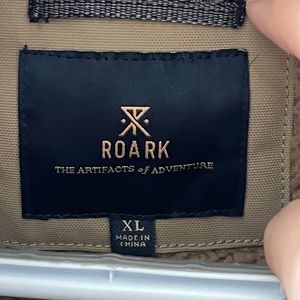 ROARK
THE ARTIFACTS of ADVENTURE
XL
MADE IN
CHINA